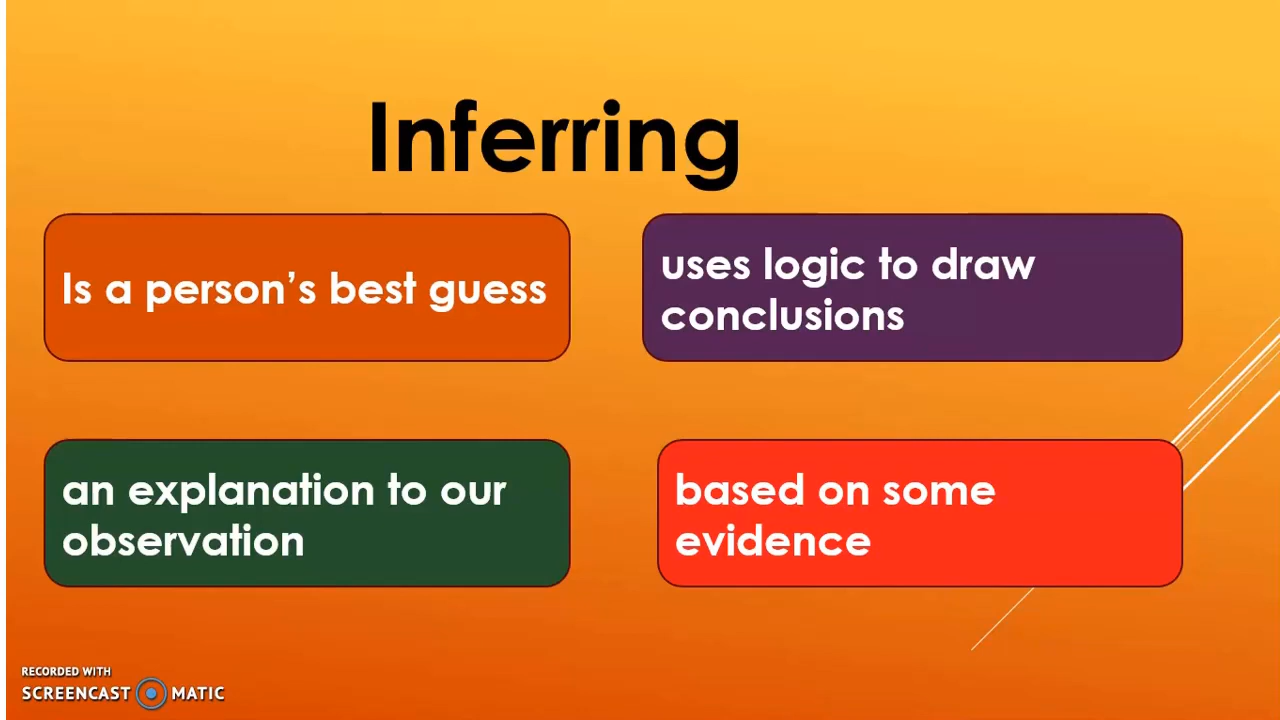 Inferring
Is a person’s best guess
uses logic to draw
conclusions
an explanation to our
observation
based on some
evidence
RECORDED WITH
SCREENCAST MATIC